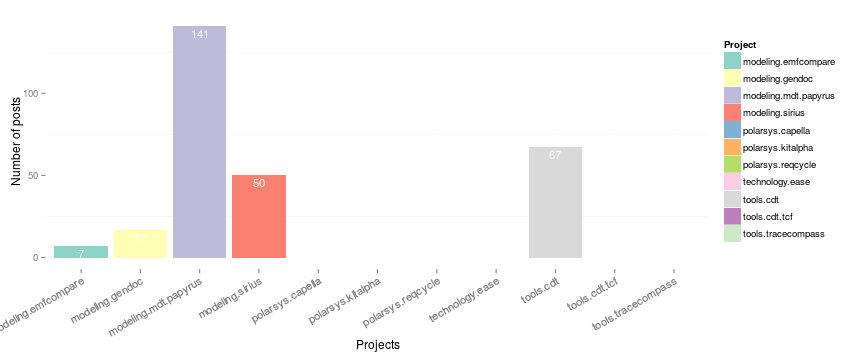 Number of posts
100
50
0
141
50
67
7
odeling.emfcompare
modeling.gendoc
modeling.mdt.papyrus
modeling.sirius
polarsys.capella
polarsys.kitalpha
polarsys.reqcycle
technology.ease
tools.cdt
tools.cdt.tcf
tools.tracecompass
Projects
Project
modeling.emfcompare
modeling.gendoc
modeling.mdt.papyrus
modeling.sirius
polarsys.capella
polarsys.kitalpha
polarsys.reqcycle
technology.ease
tools.cdt
tools.cdt.tcf
tools.tracecompass